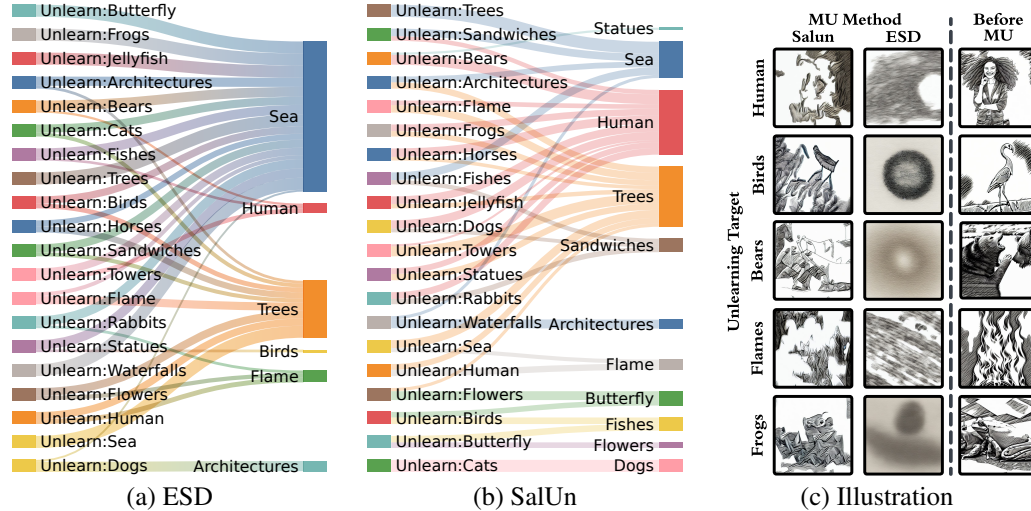 Unlearn:Butterfly
Unlearn:Frogs
Unlearn:Jellyfish
Unlearn:Architectures
Unlearn:Bears
Unlearn:Cats
Unlearn:Fishes
Unlearn:Trees
Unlearn:Birds
Unlearn:Horses
Unlearn:Sandwiches
Unlearn:Towers
Unlearn:Flame
Unlearn:Rabbits
Unlearn:Statues
Unlearn:Waterfalls
Unlearn:Flowers
Unlearn:Human
Unlearn:Sea
Unlearn:Dogs
Sea
Human
Trees
Birds
Flame
Architectures
(a) ESD
Unlearn:Trees
Unlearn:Sandwiches
Unlearn:Bears
Unlearn:Architectures
Unlearn:Flame
Unlearn:Frogs
Unlearn:Horses
Unlearn:Fishes
Unlearn:Jellyfish
Unlearn:Dogs
Unlearn:Towers
Unlearn:Statues
Unlearn:Rabbits
Unlearn:Waterfalls
Unlearn:Sea
Unlearn:Human
Unlearn:Flowers
Unlearn:Birds
Unlearn:Butterfly
Unlearn:Cats
Statues
Sea
Human
Trees
Sandwiches
Architectures
Flame
Butterfly
Fishes
Flowers
Dogs
(b) SalUn
MU Method
Salun ESD
Before
MU
Unlearning Target
Human
Birds
Bears
Flames
Frogs
(c) Illustration